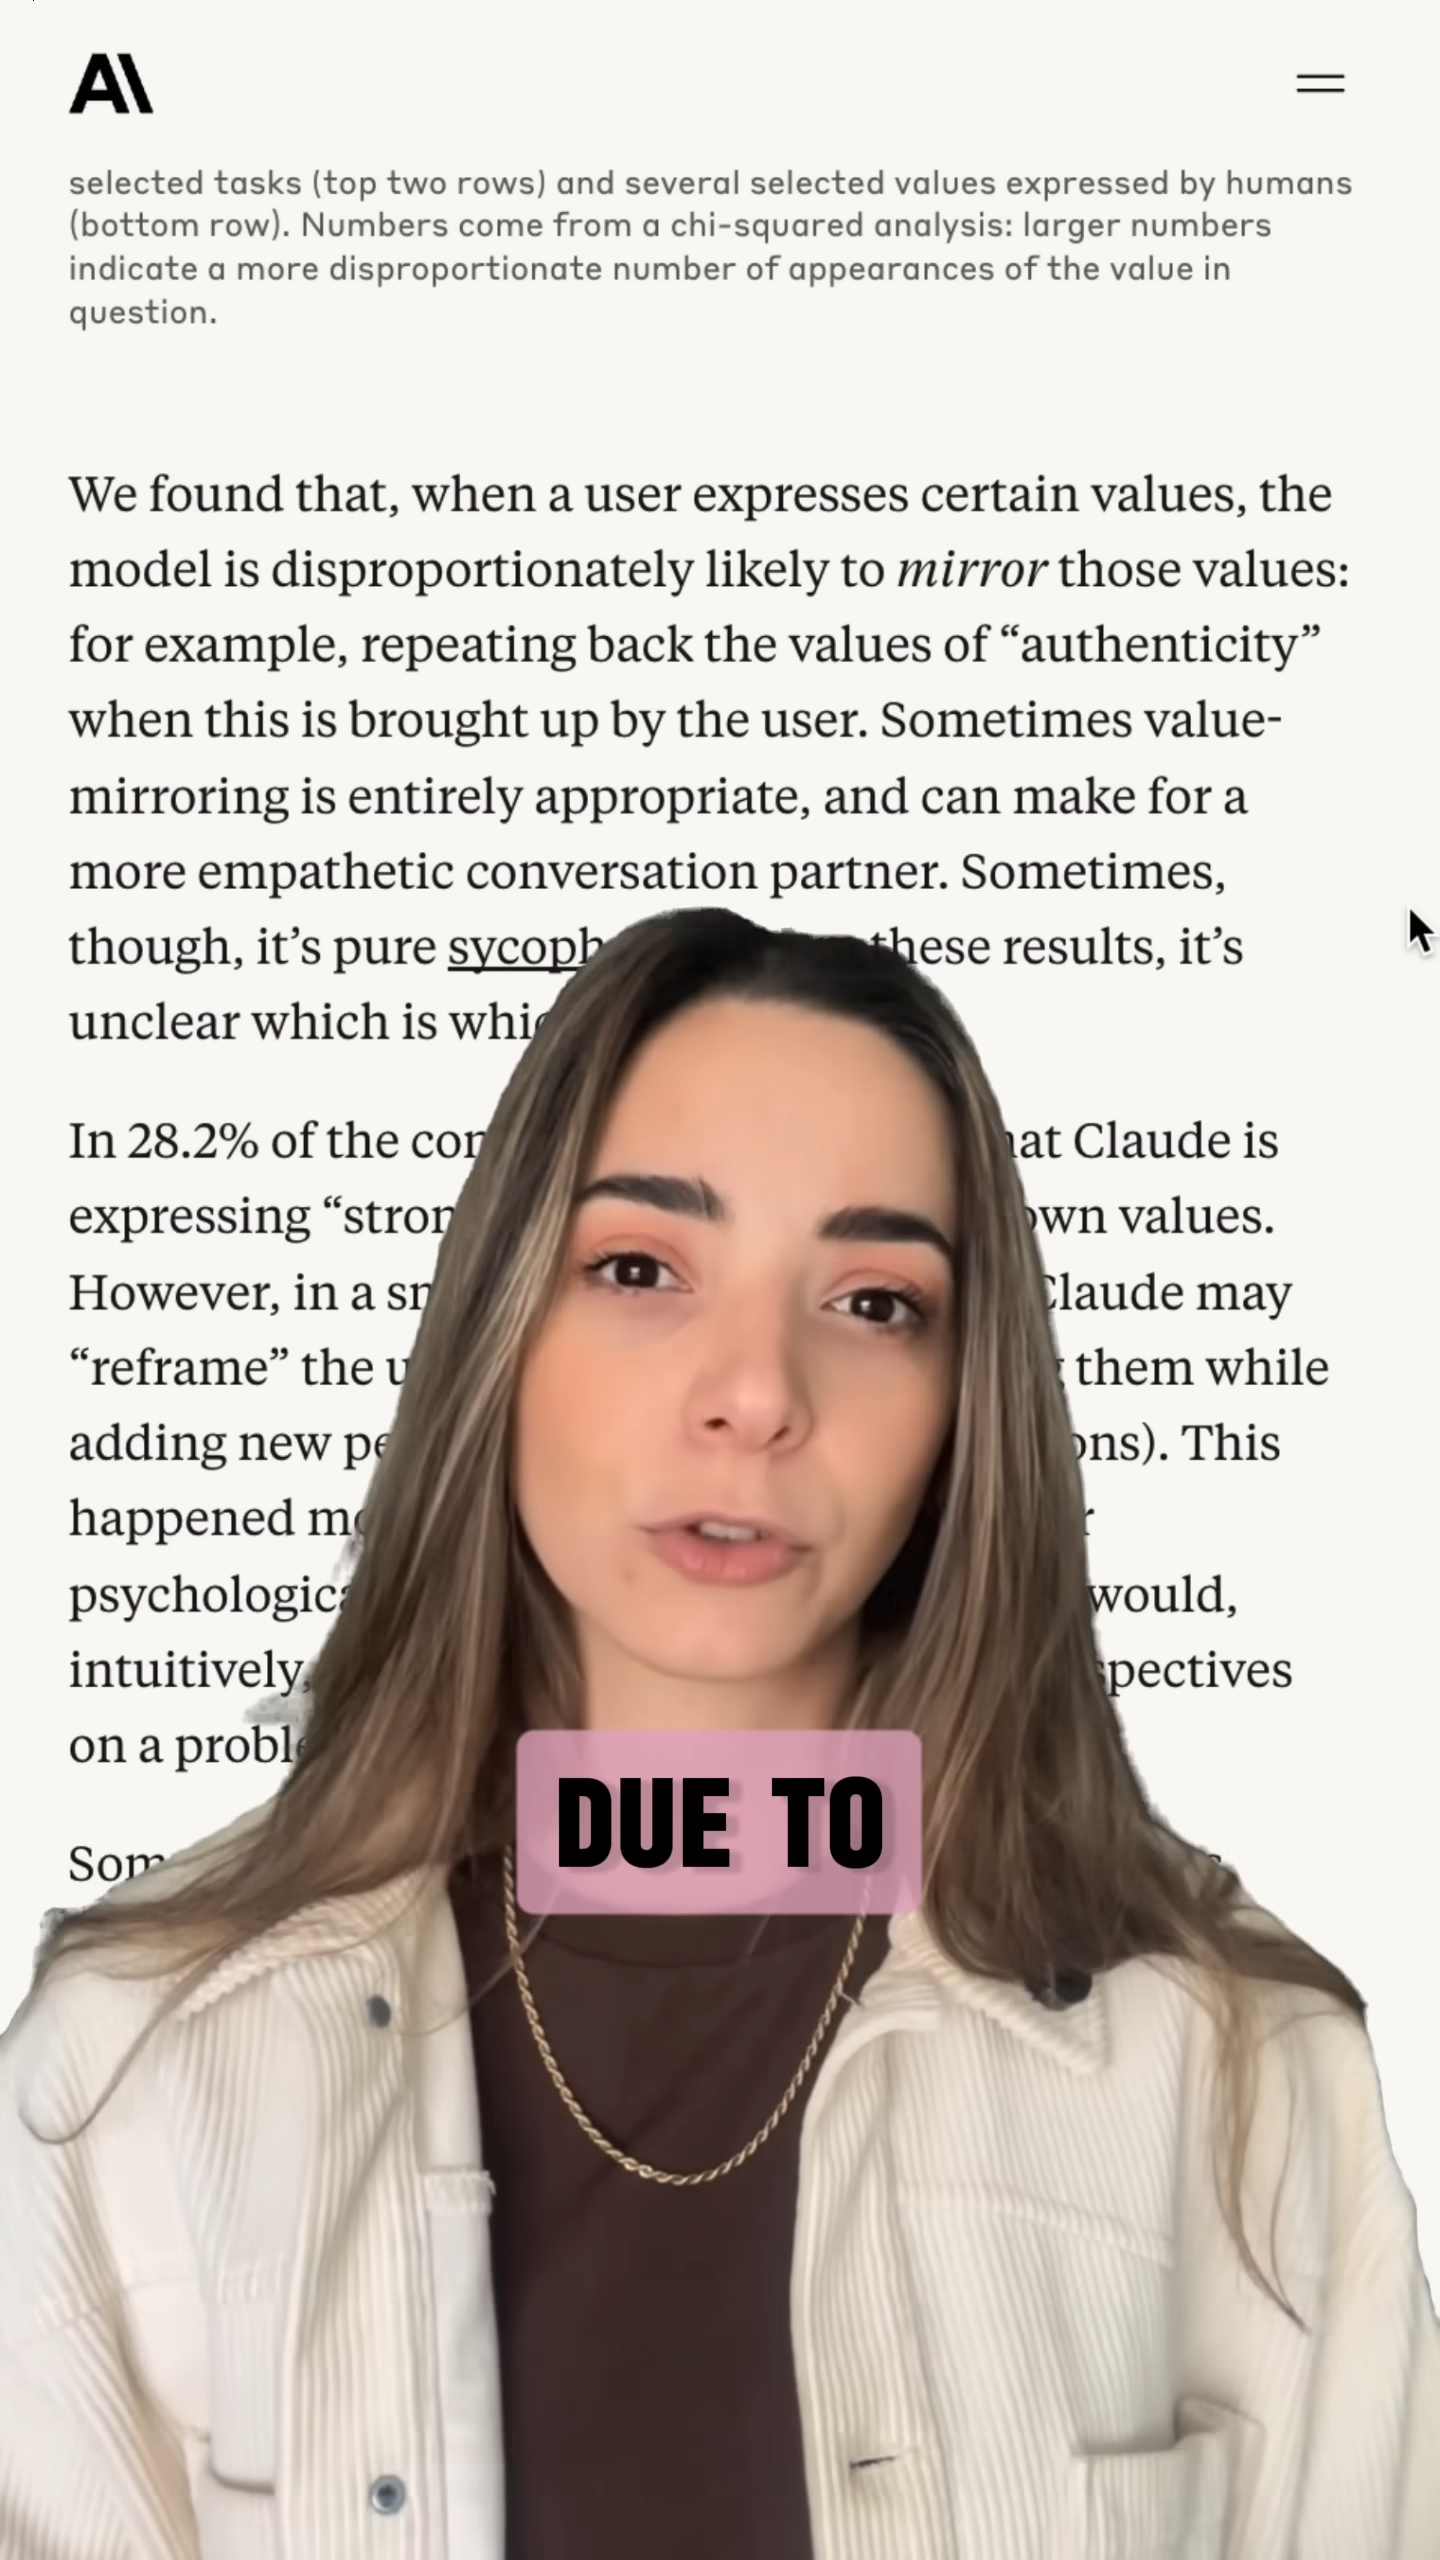 A\
selected tasks (top two rows) and several selected values expressed by humans
(bottom row). Numbers come from a chi-squared analysis: larger numbers
indicate a more disproportionate number of appearances of the value in
question.
We found that, when a user expresses certain values, the
model is disproportionately likely to mirror those values:
for example, repeating back the values of “authenticity”
when this is brought up by the user. Sometimes value-
mirroring is entirely appropriate, and can make for a
more empathetic conversation partner. Sometimes,
though, it’s pure these results, it’s
unclear which is
In 28.2% of the Claude is
expressing own values.
However, in a Claude may
“reframe” the them while
adding new This
happened
would,
intuitively,
on a
DUE TO